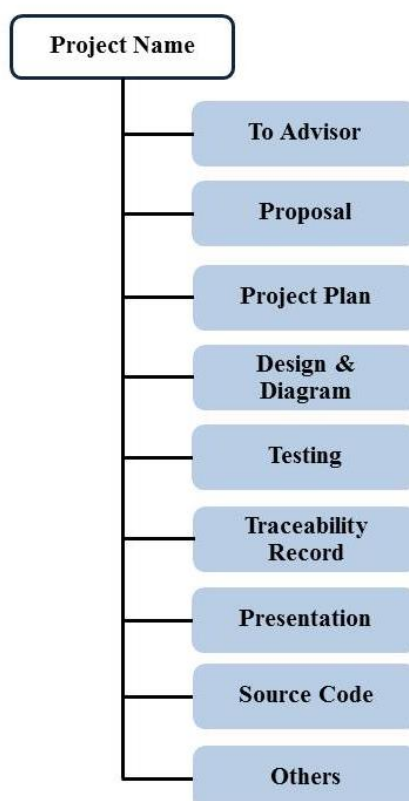 Project Name
To Advisor
Proposal
Project Plan
Design &
Diagram
Testing
Traceability
Record
Presentation
Source Code
Others